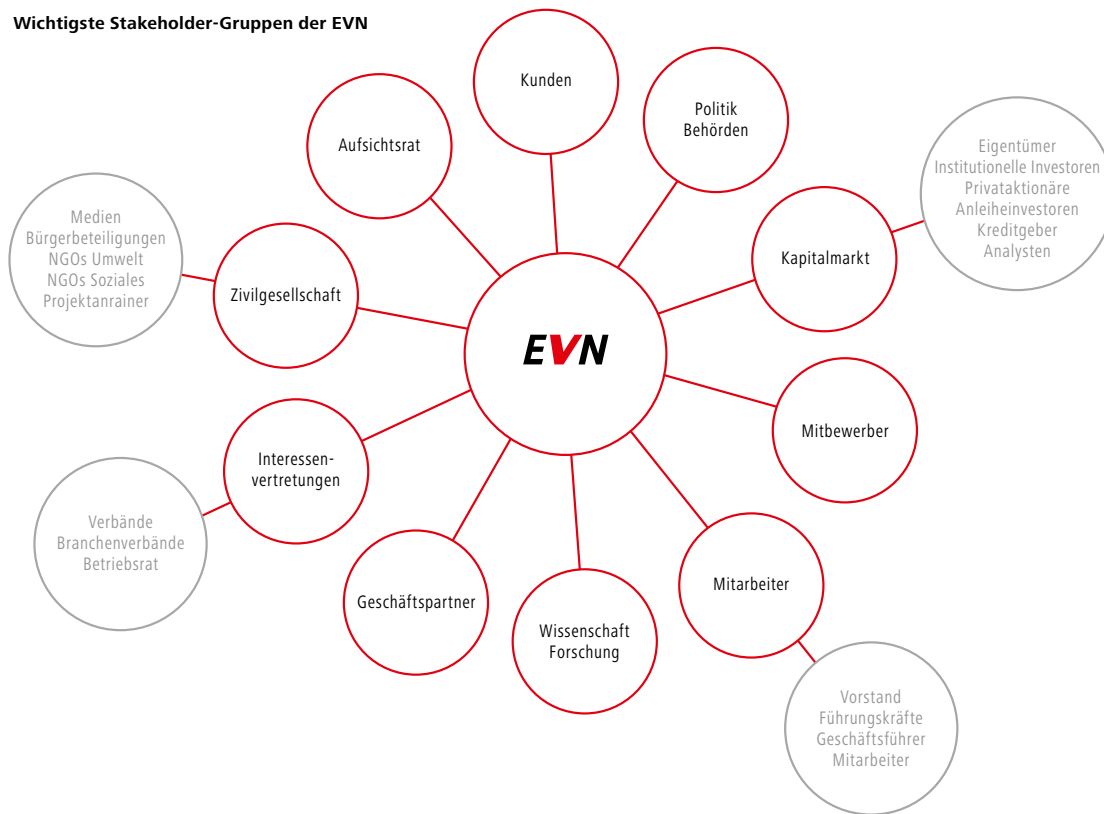 Wichtigste Stakeholder-Gruppen der EVN
Kunden
Politik
Behörden
Aufsichtsrat
Eigentümer
Institutionelle Investoren
Privataktionäre
Anleiheinvestoren
Kreditgeber
Analysten
Kapitalmarkt
Medien
Bürgerbeteiligungen
NGOs Umwelt
NGOs Soziales
Projektanrainer
Zivilgesellschaft
EVN
Mitbewerber
Interessen-
vertretungen
Verbände
Branchenverbände
Betriebsrat
Geschäftspartner
Wissenschaft
Forschung
Mitarbeiter
Vorstand
Führungskräfte
Geschäftsführer
Mitarbeiter